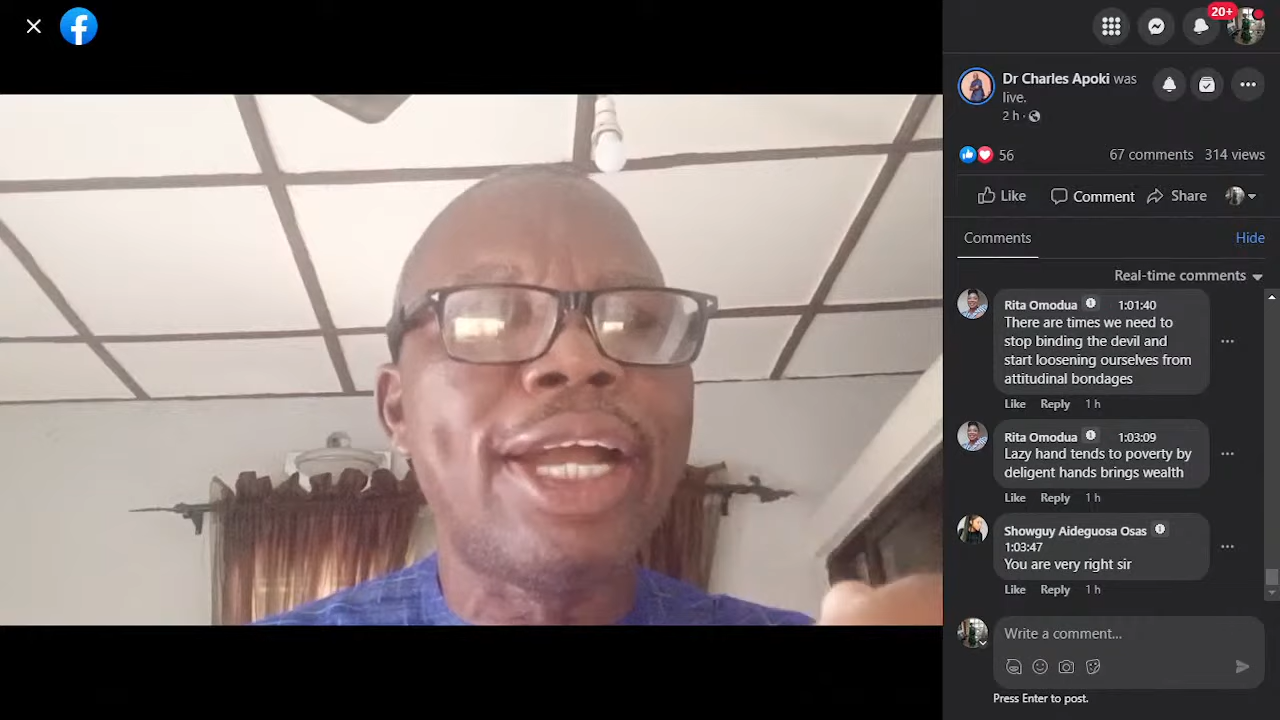 20+
Dr Charles Apoki was
live.
2 h ·
56
67 comments 314 views
Like Comment Share
Comments Hide
Real-time comments
Rita Omodua 1:01:40
There are times we need to
stop binding the devil and
start loosening ourselves from
attitudinal bondages
Like Reply 1 h
Rita Omodua 1:03:09
Lazy hand tends to poverty by
deligent hands brings wealth
Like Reply 1 h
Showguy Aideguosa Osas
1:03:47
You are very right sir
Like Reply 1 h
Write a comment...
Press Enter to post.